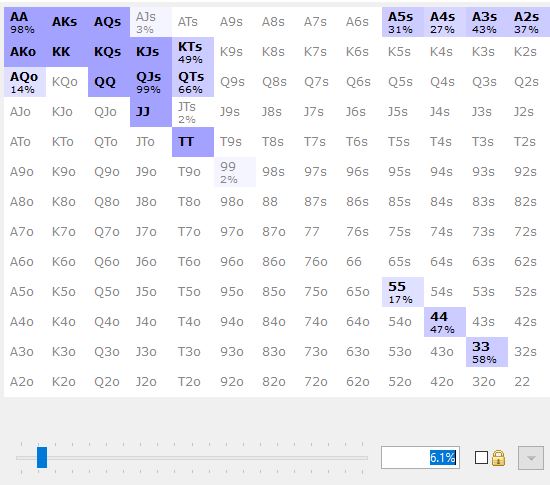 AA AKs AQs AJs ATs A9s A8s A7s A6s A5s A4s A3s A2s
98% 3% 31% 27% 43% 37%
AKo KK KQs KJs KTs K9s K8s K7s K6s K5s K4s K3s K2s
49%
AQo KQo QQ QJs QTs Q9s Q8s Q7s Q6s Q5s Q4s Q3s Q2s
14% 99% 66%
AJo KJo QJo JJ JTs J9s J8s J7s J6s J5s J4s J3s J2s
2%
ATo KTo QTo JTo TT T9s T8s T7s T6s T5s T4s T3s T2s
A9o K9o Q9o J9o T9o 99 98s 97s 96s 95s 94s 93s 92s
2%
A8o K8o Q8o J8o T8o 98o 88 87s 86s 85s 84s 83s 82s
A7o K7o Q7o J7o T7o 97o 87o 77 76s 75s 74s 73s 72s
A6o K6o Q6o J6o T6o 96o 86o 76o 66 65s 64s 63s 62s
A5o K5o Q5o J5o T5o 95o 85o 75o 65o 55 54s 53s 52s
17%
A4o K4o Q4o J4o T4o 94o 84o 74o 64o 54o 44 43s 42s
47%
A3o K3o Q3o J3o T3o 93o 83o 73o 63o 53o 43o 33 32s
58%
A2o K2o Q2o J2o T2o 92o 82o 72o 62o 52o 42o 32o 22
6.1%